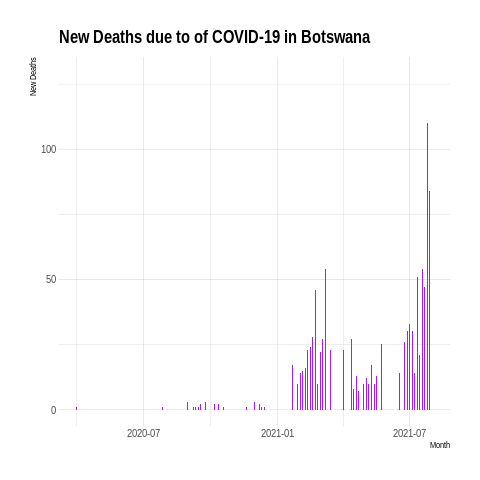 New Deaths due to of COVID-19 in Botswana
New Deaths
100
50
0
2020-07
2021-01
2021-07
Month